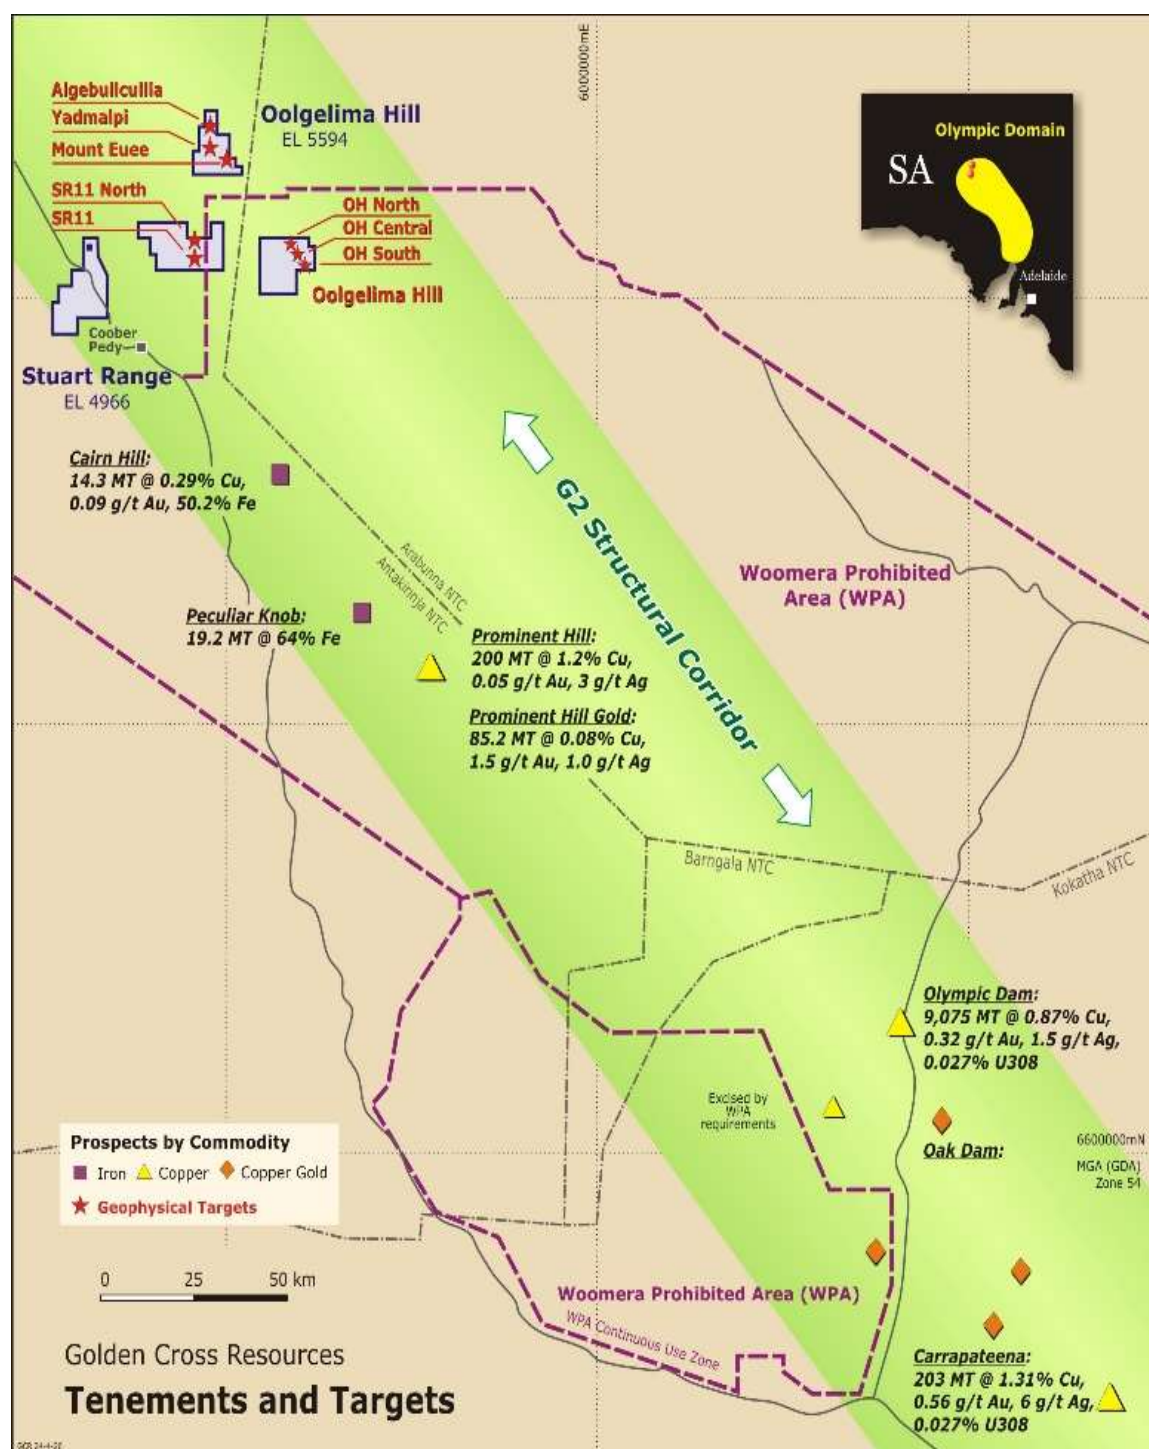 Algebullcullia
Yadmalpi
Mount Euee
SR11 North
SR11
Oolgelima Hill
EL 5594
OH North
OH Central
OH South
Oolgelima Hill
6000000mE
Olympic Domain
SA
Adelaide
Coober
Pedy
Stuart Range
EL 4966
Cairn Hill:
14.3 MT @ 0.29% Cu,
0.09 g/t Au, 50.2% Fe
G2 Structural Corridor
Arabunna NTC
Antakirinja NTC
Woomera Prohibited
Area (WPA)
Peculiar Knob:
19.2 MT @ 64% Fe
Prominent Hill:
200 MT @ 1.2% Cu,
0.05 g/t Au, 3 g/t Ag
Prominent Hill Gold:
85.2 MT @ 0.08% Cu,
1.5 g/t Au, 1.0 g/t Ag
Barngala NTC
Kokatha NTC
Olympic Dam:
9,075 MT @ 0.87% Cu,
0.32 g/t Au, 1.5 g/t Ag,
0.027% U308
Excised by
WPA
requirements
Oak Dam:
6600000mN
MGA (GDA)
Zone 54
Prospects by Commodity
Iron Copper Copper Gold
Geophysical Targets
0 25 50 km
Woomera Prohibited Area (WPA)
WPA Continuous Use Zone
Carrapateena:
203 MT @ 1.31% Cu,
0.56 g/t Au, 6 g/t Ag,
0.027% U308
Golden Cross Resources
Tenements and Targets